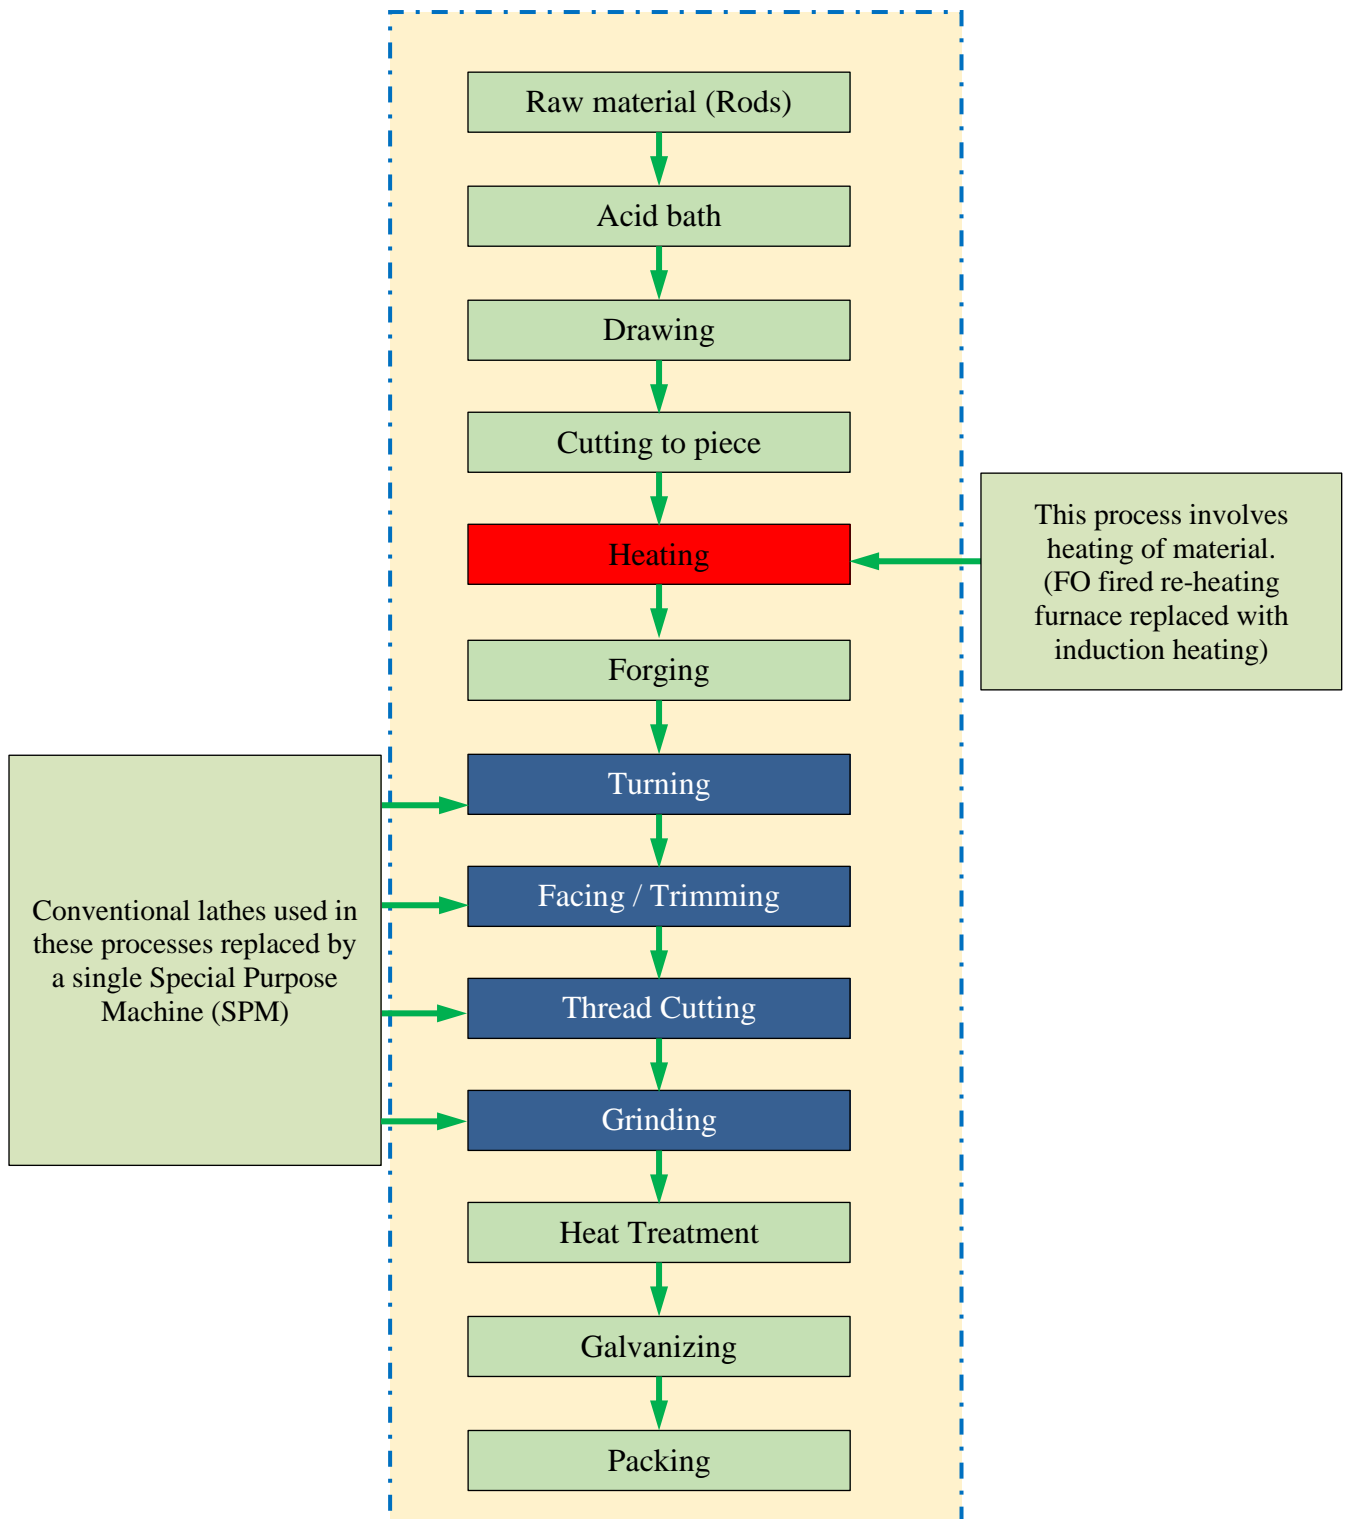 Raw material (Rods)
Acid bath
Drawing
Cutting to piece
Heating
This process involves
heating of material.
(FO fired re-heating
furnace replaced with
induction heating)
Forging
Turning
Facing / Trimming
Conventional lathes used in
these processes replaced by
a single Special Purpose
Machine (SPM)
Thread Cutting
Grinding
Heat Treatment
Galvanizing
Packing